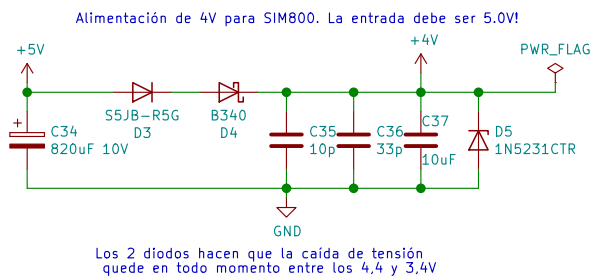 Alimentación de 4V para SIM800. La entrada debe ser 5.0V!
+4V
PWR_FLAG
+5V
S5JB-R5G
D3
B340
D4
+
C34
820uF 10V
C35
10p
C36
33p
C37
10uF
D5
1N5231CTR
GND
Los 2 diodos hacen que la caída de tensión
quede en todo momento entre los 4,4 y 3,4V